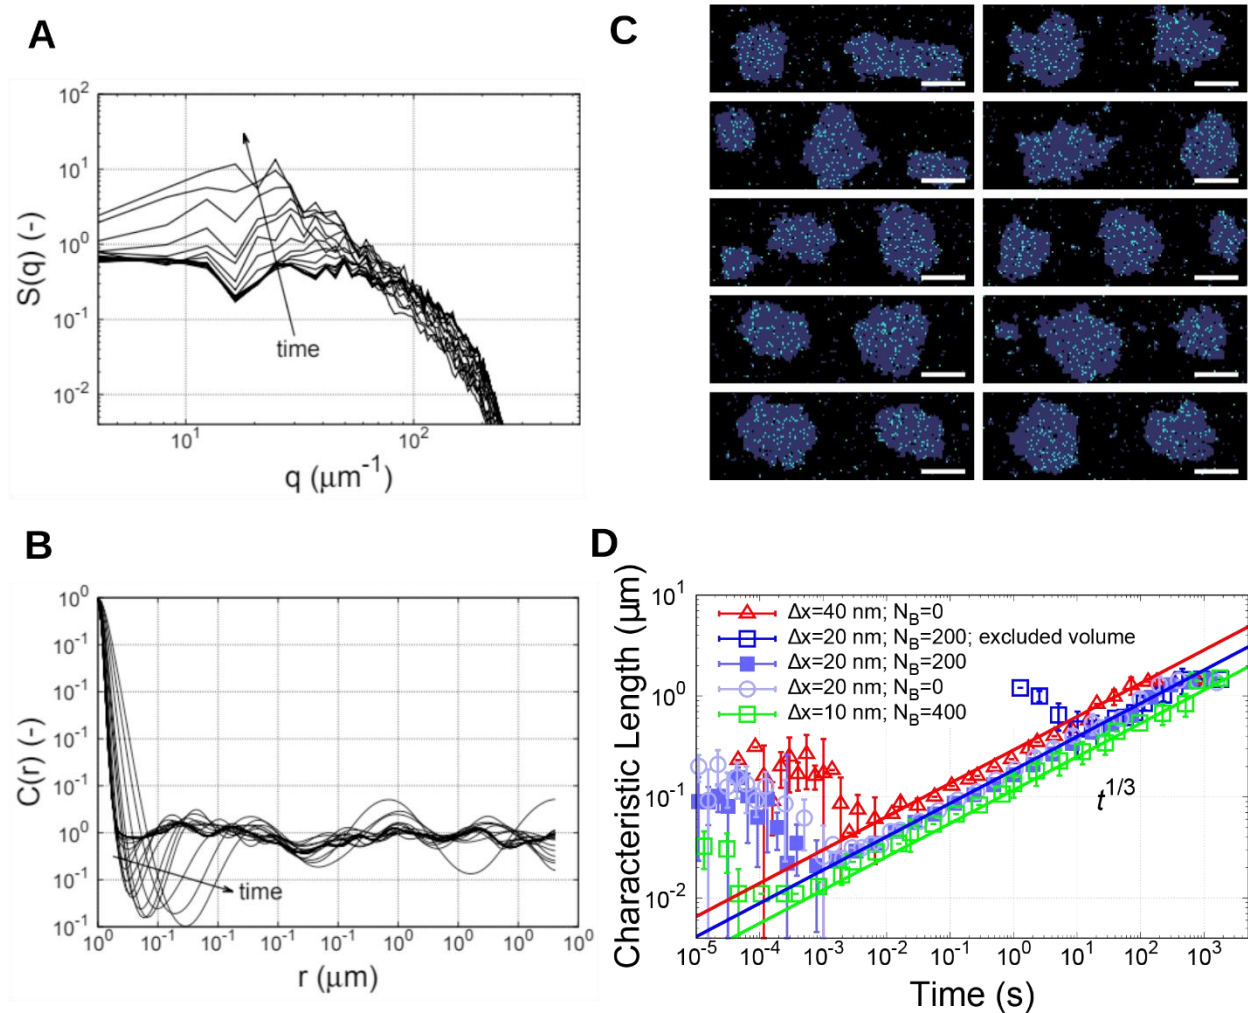 A
10²
10¹
10⁰
10⁻¹
10⁻²
S(q) (-)
time
10¹
10²
q (μm⁻¹)
B
10⁰
10⁻¹
10⁻¹
10⁻¹
10⁻¹
10⁰
10⁻¹
10⁻¹
C(r) (-)
time
10⁰ 10⁻¹ 10⁻¹ 10⁻¹ 10⁻¹ 10⁰ 10⁻¹ 10⁰ 10⁰
r (μm)
C
D
Characteristic Length (μm)
10¹
10⁰
10⁻¹
10⁻²
Δx=40 nm; N_B=0
Δx=20 nm; N_B=200; excluded volume
Δx=20 nm; N_B=200
Δx=20 nm; N_B=0
Δx=10 nm; N_B=400
t^1/3
10⁻⁵ 10⁻⁴ 10⁻³ 10⁻² 10⁻¹ 10⁰ 10¹ 10² 10³
Time (s)